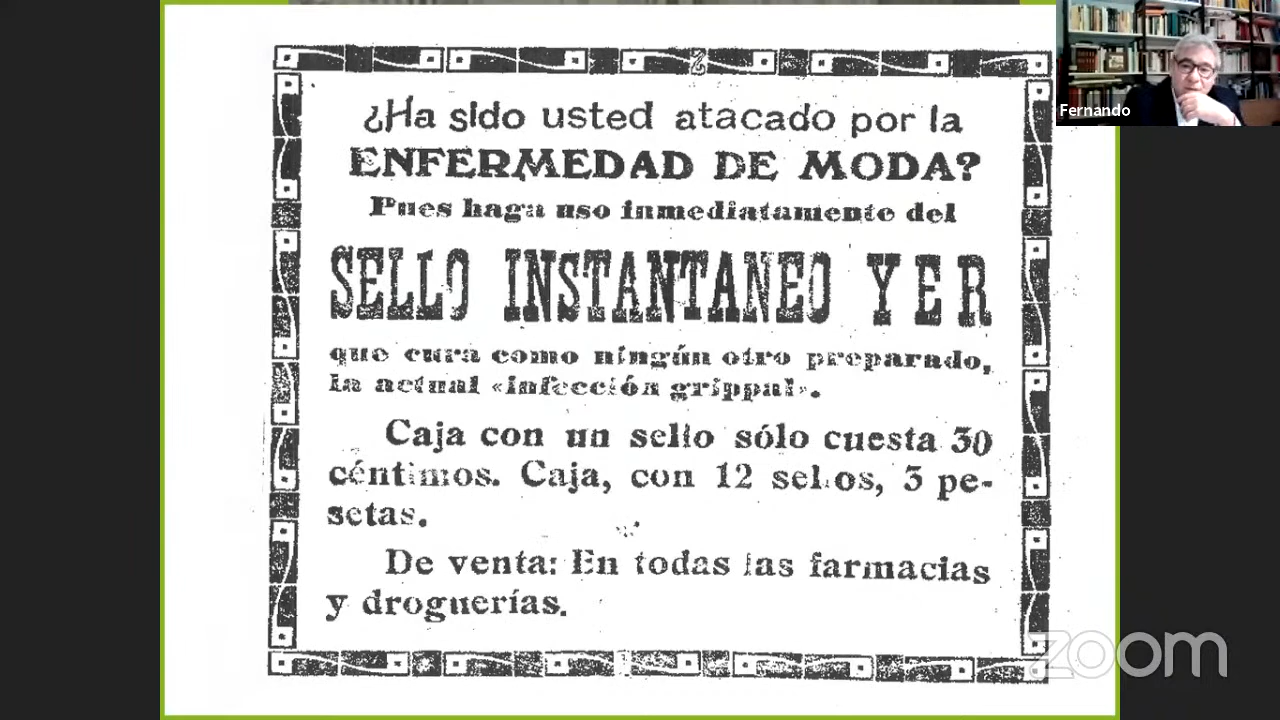 ¿Ha sido usted atacado por la
ENFERMEDAD DE MODA?
Pues haga uso inmediatamente del
SELLO INSTANTANEO YER
que cura como ningún otro preparado,
la actual «infección grippal».
Caja con un sello sólo cuesta 30
céntimos. Caja, con 12 sellos, 3 pe-
setas.
De venta: En todas las farmacias
y droguerías.
Fernando
zoom